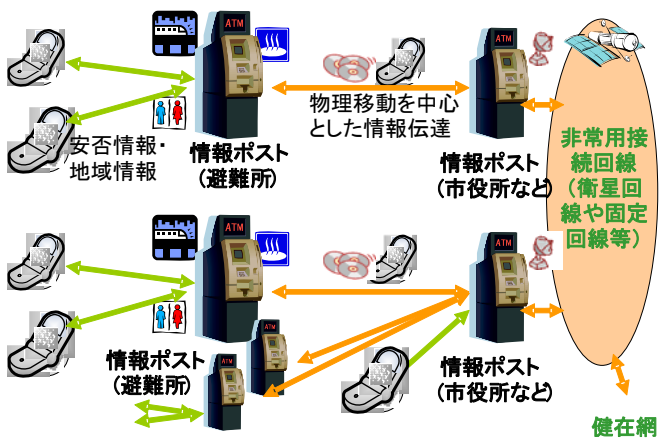 ATM
ATM
安否情報・
地域情報
情報ポスト
(避難所)
物理移動を中心
とした情報伝達
情報ポスト
(市役所など)
非常用接
続回線
(衛星回
線や固定
回線等)
ATM
ATM
ATM
ATM
情報ポスト
(避難所)
情報ポスト
(市役所など)
健在網